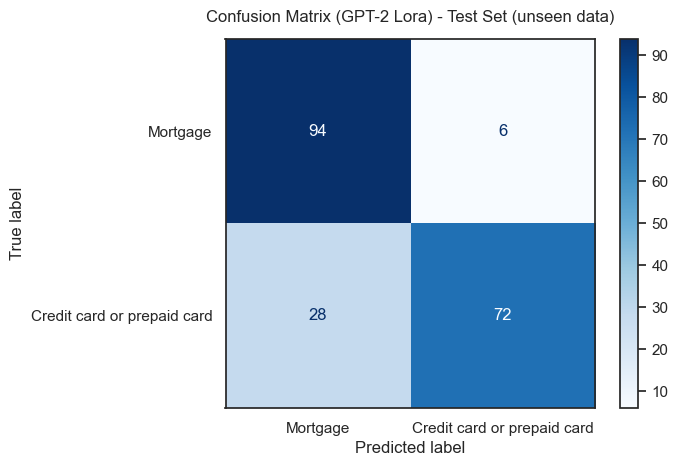 Confusion Matrix (GPT-2 Lora) - Test Set (unseen data)
True label
Mortgage
Credit card or prepaid card
94
6
28
72
Mortgage
Credit card or prepaid card
Predicted label
90
80
70
60
50
40
30
20
10